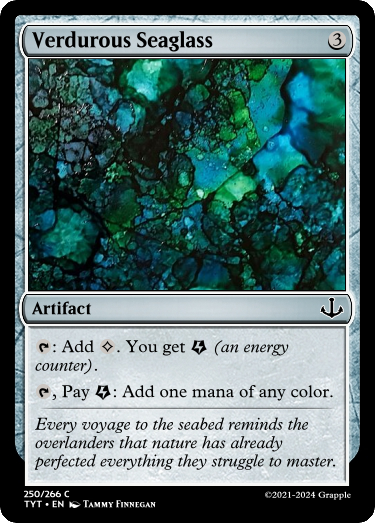 Verdurous Seaglass 3
Artifact
: Add . You get (an energy
counter).
, Pay : Add one mana of any color.
Every voyage to the seabed reminds the
overlanders that nature has already
perfected everything they struggle to master.
250/266 C
TYT • EN Tammy Finnegan
©2021-2024 Grapple